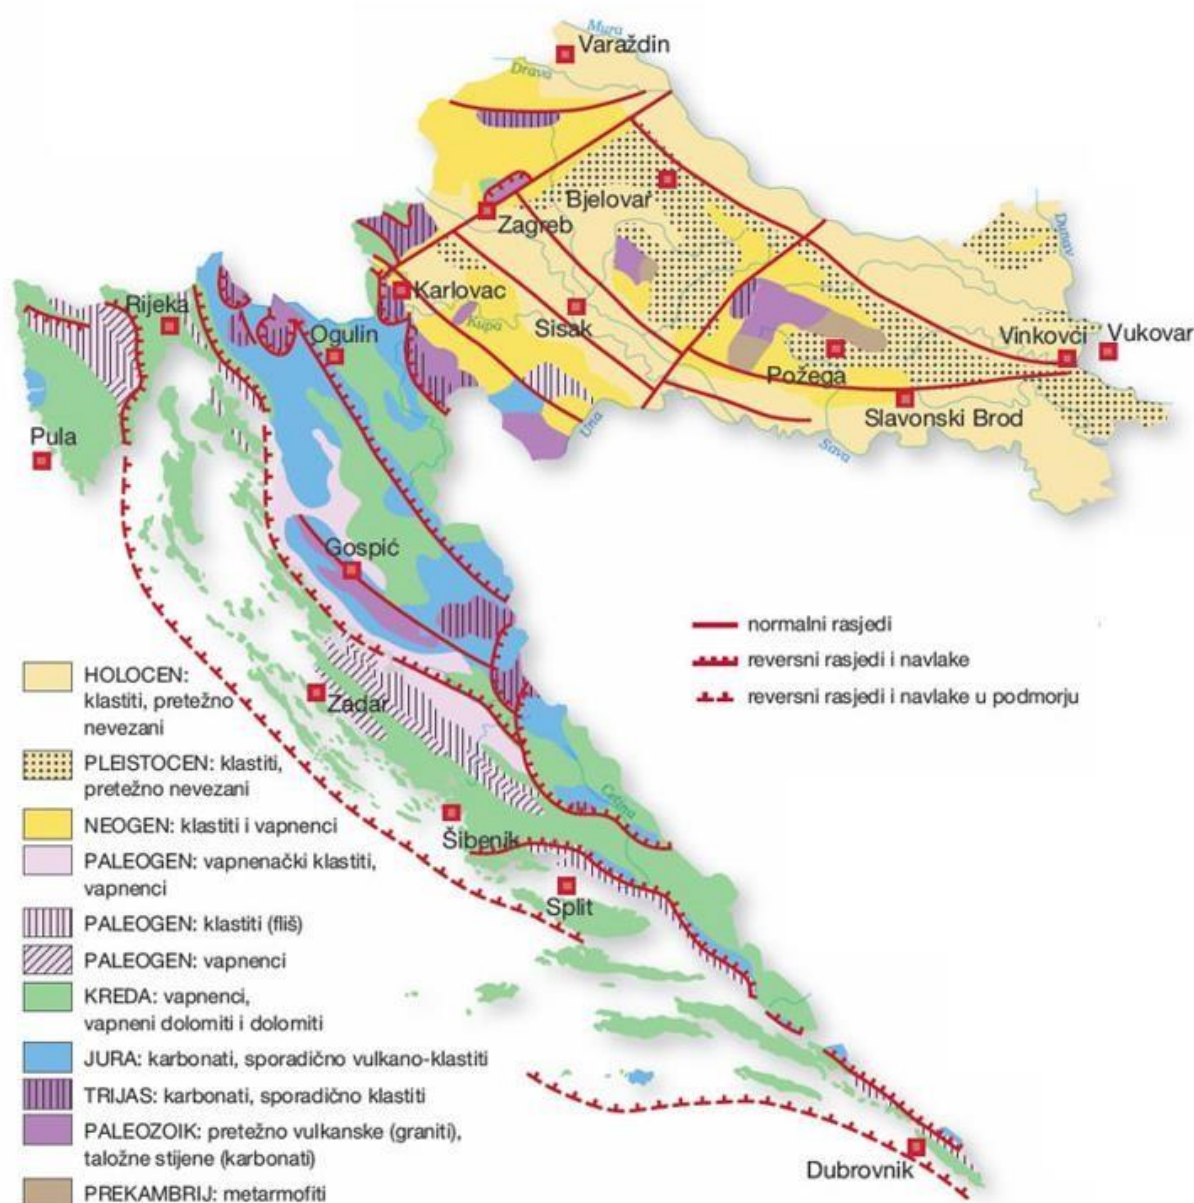 Mura
Varaždin
Drava
Bjelovar
Zagreb
Dunav
Karlovac
Rijeka
Kupa
Sisak
Ogulin
Vinkovci
Vukovar
Požega
Slavonski Brod
Pula
Una
Sava
Gospić
Zadar
Cetina
Šibenik
Split
Dubrovnik
normalni rasjedi
reversni rasjedi i navlake
reversni rasjedi i navlake u podmorju
HOLOCEN:
klastiti, pretežno
nevezani
PLEISTOCEN: klastiti,
pretežno nevezani
NEOGEN: klastiti i vapnenci
PALEOGEN: vapnenački klastiti,
vapnenci
PALEOGEN: klastiti (fliš)
PALEOGEN: vapnenci
KREDA: vapnenci,
vapneni dolomiti i dolomiti
JURA: karbonati, sporadično vulkano-klastiti
TRIJAS: karbonati, sporadično klastiti
PALEOZOIK: pretežno vulkanske (graniti),
taložne stijene (karbonati)
PREKAMBRIJ: metarmofiti